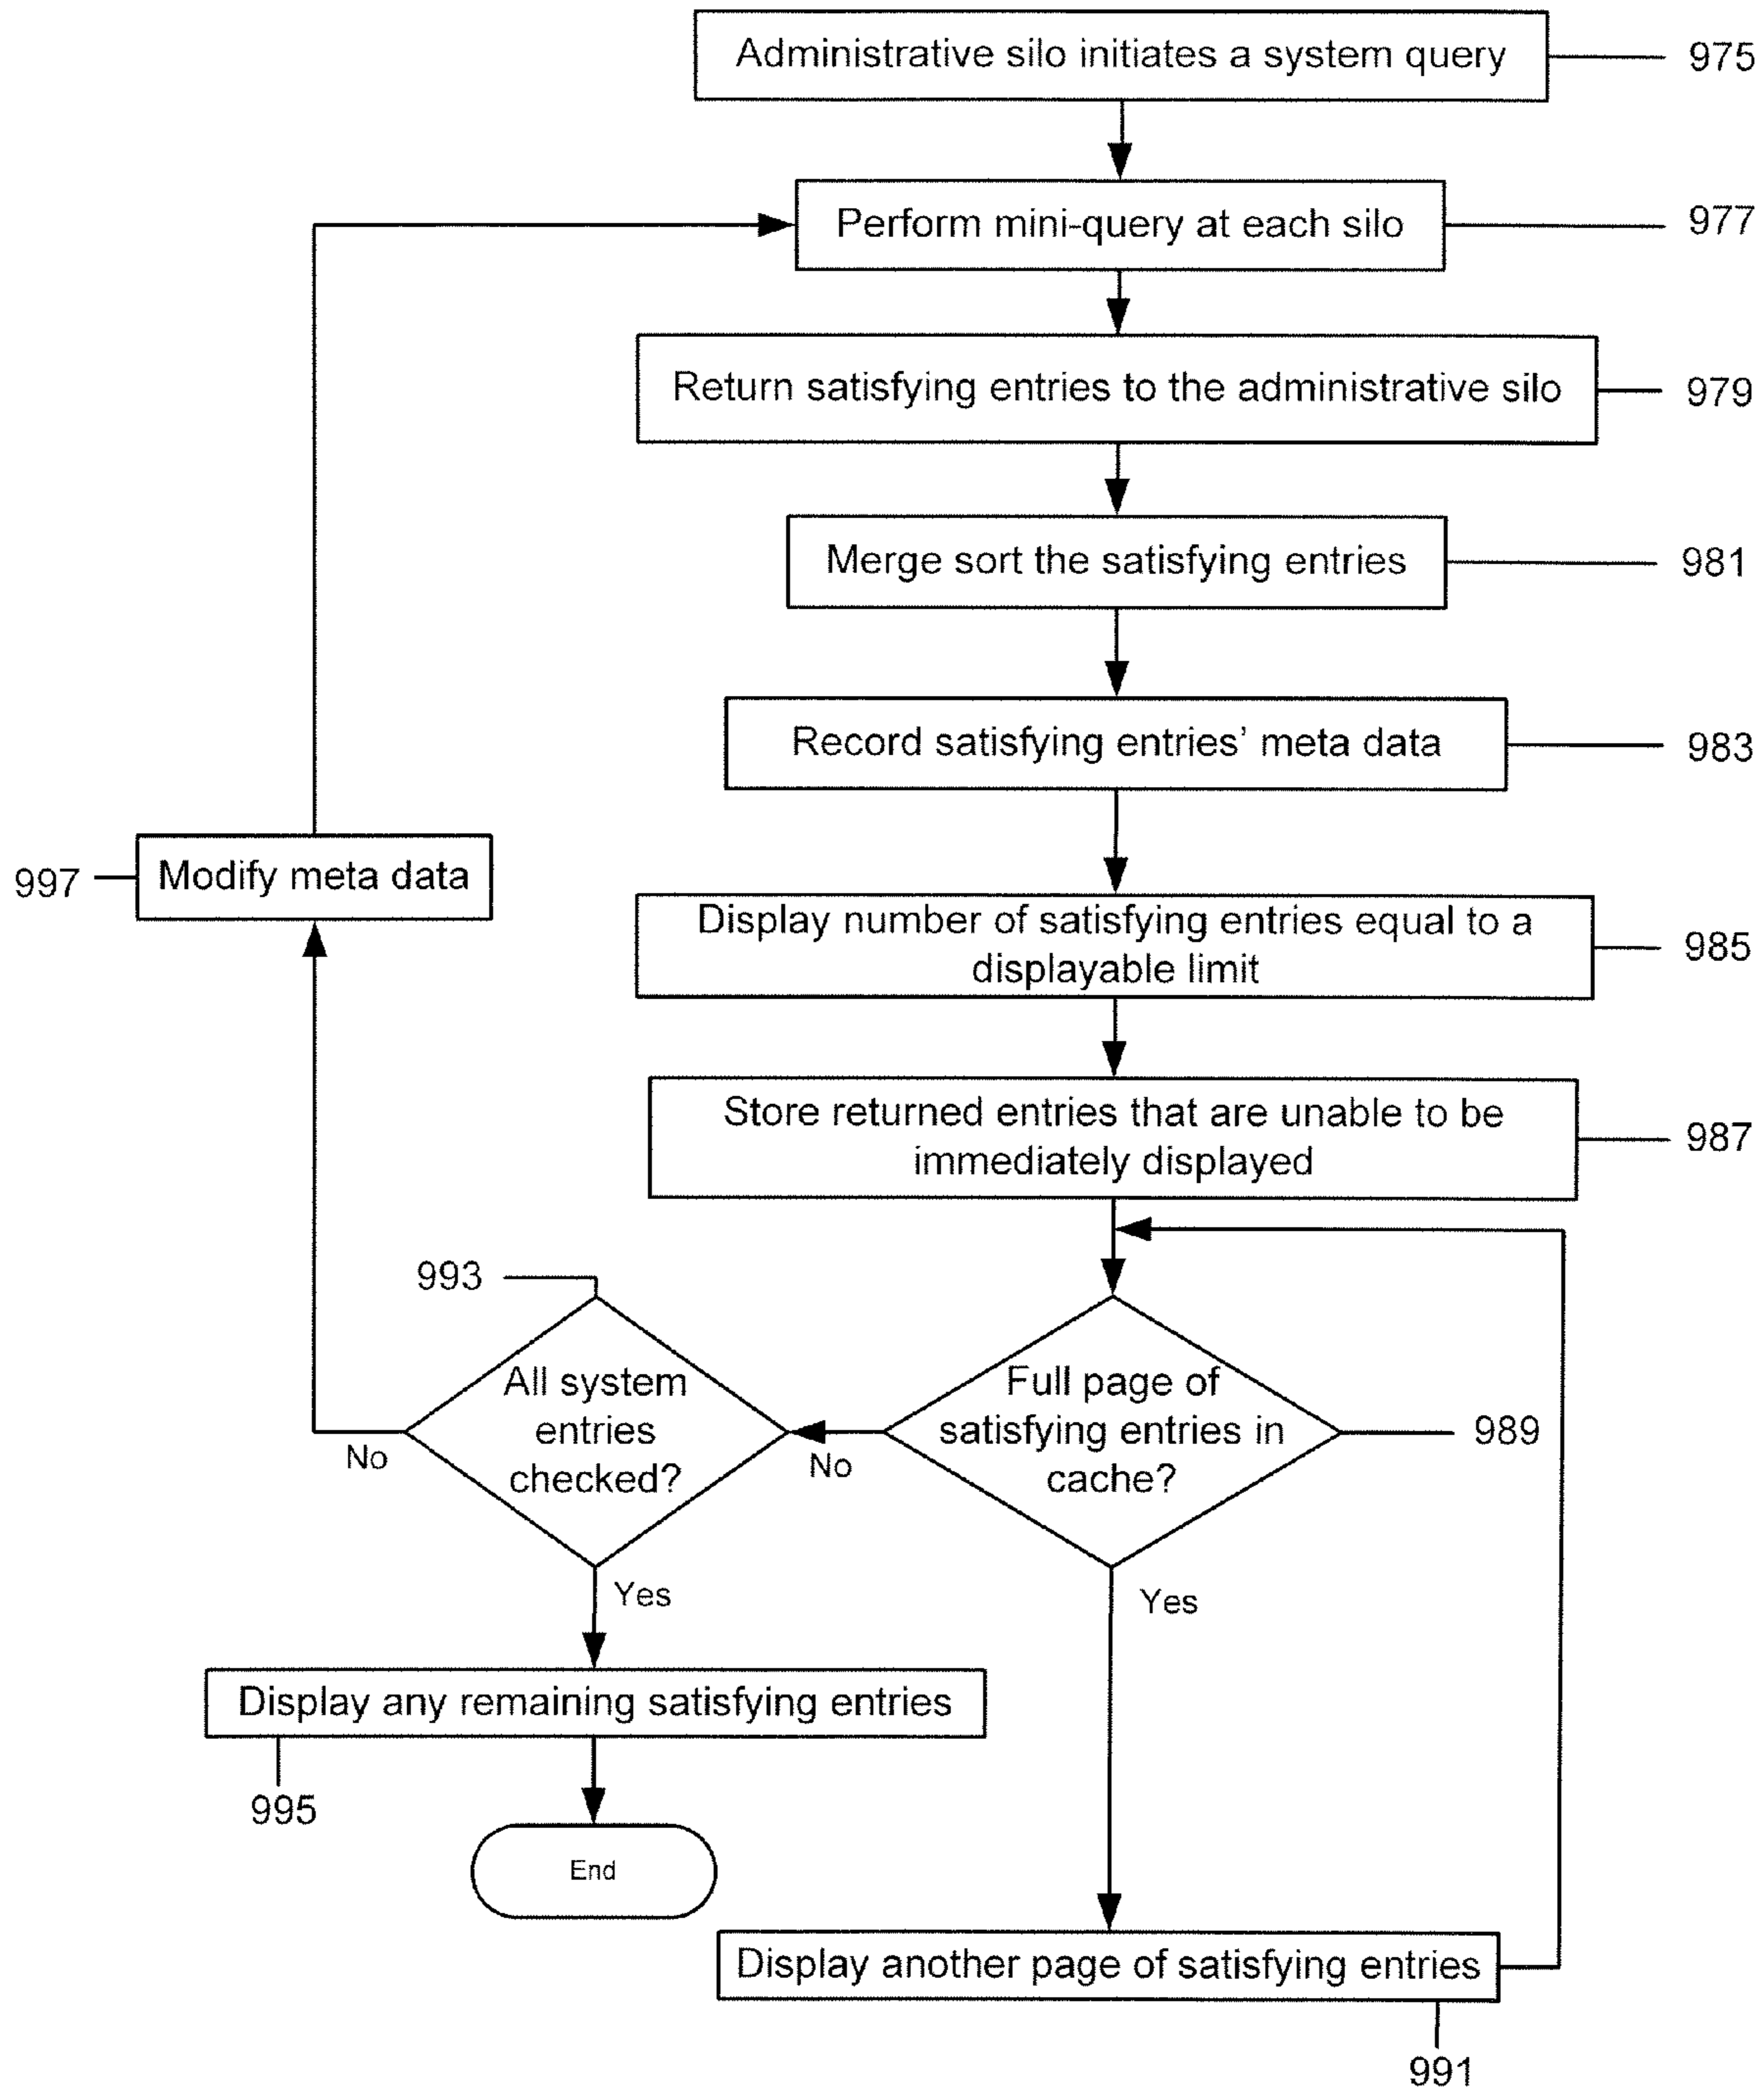 Administrative silo initiates a system query
975
Perform mini-query at each silo
977
Return satisfying entries to the administrative silo
979
Merge sort the satisfying entries
981
Record satisfying entries’ meta data
983
997
Modify meta data
Display number of satisfying entries equal to a
displayable limit
985
Store returned entries that are unable to be
immediately displayed
987
993
All system
entries
checked?
Full page of
satisfying entries in
cache?
989
No
No
Yes
Yes
Display any remaining satisfying entries
995
End
Display another page of satisfying entries
991